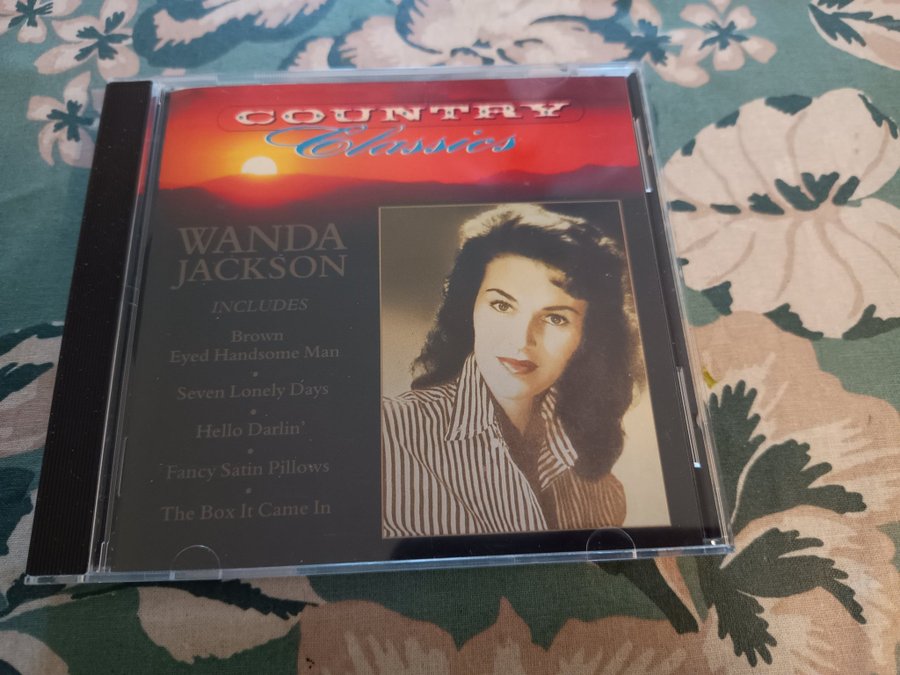 COUNTRY
Classics
WANDA
JACKSON
INCLUDES
Brown
Eyed Handsome Man
•
Seven Lonely Days
•
Hello Darlin'
•
Fancy Satin Pillows
•
The Box It Came In